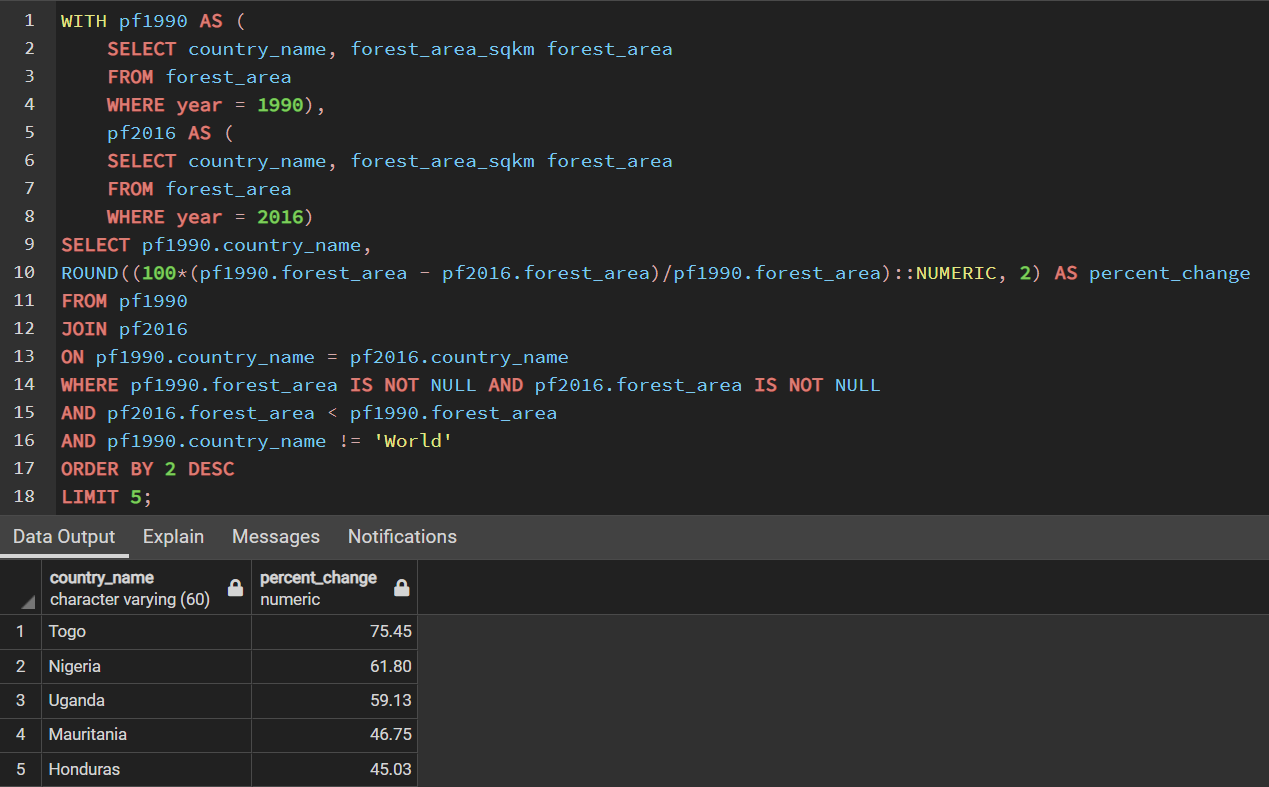 1 WITH pf1990 AS (
2 SELECT country_name, forest_area_sqkm forest_area
3 FROM forest_area
4 WHERE year = 1990),
5 pf2016 AS (
6 SELECT country_name, forest_area_sqkm forest_area
7 FROM forest_area
8 WHERE year = 2016)
9 SELECT pf1990.country_name,
10 ROUND((100*(pf1990.forest_area - pf2016.forest_area)/pf1990.forest_area)::NUMERIC, 2) AS percent_change
11 FROM pf1990
12 JOIN pf2016
13 ON pf1990.country_name = pf2016.country_name
14 WHERE pf1990.forest_area IS NOT NULL AND pf2016.forest_area IS NOT NULL
15 AND pf2016.forest_area < pf1990.forest_area
16 AND pf1990.country_name != 'World'
17 ORDER BY 2 DESC
18 LIMIT 5;
Data Output Explain Messages Notifications
country_name percent_change
character varying (60) numeric
1 Togo 75.45
2 Nigeria 61.80
3 Uganda 59.13
4 Mauritania 46.75
5 Honduras 45.03